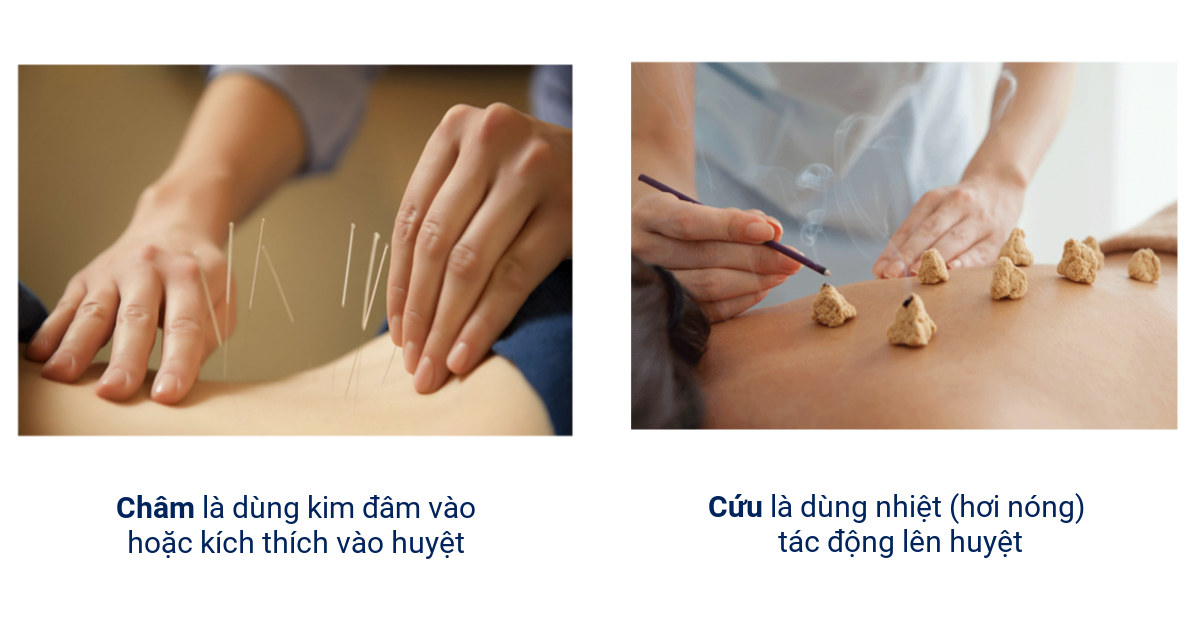 Châm là dùng kim đâm vào
hoặc kích thích vào huyệt
Cứu là dùng nhiệt (hơi nóng)
tác động lên huyệt